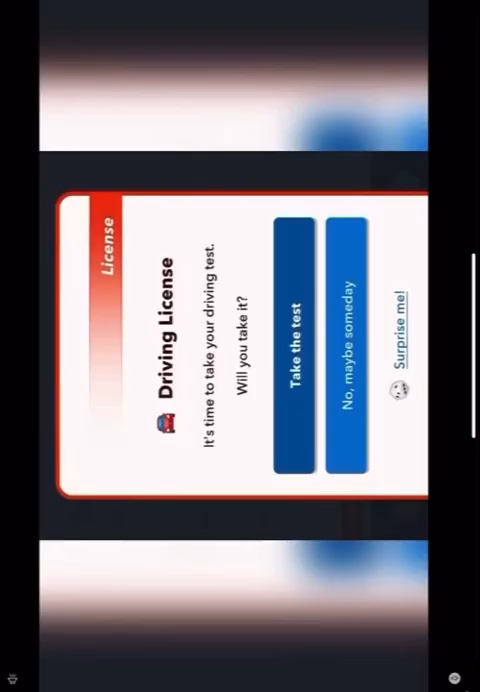 License
Driving License
It's time to take your driving test.
Will you take it?
Take the test
No, maybe someday
Surprise me!